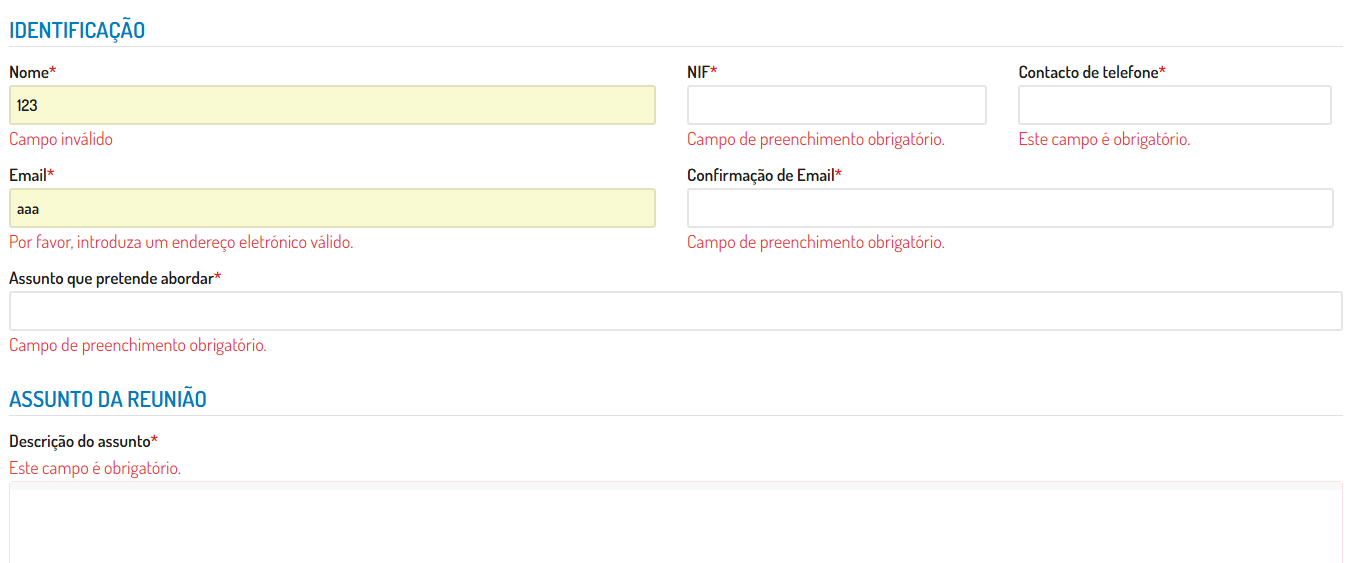 IDENTIFICAÇÃO
Nome* NIF* Contacto de telefone*
123
Campo inválido Campo de preenchimento obrigatório. Este campo é obrigatório.
Email* Confirmação de Email*
aaa
Por favor, introduza um endereço eletrónico válido. Campo de preenchimento obrigatório.
Assunto que pretende abordar*
Campo de preenchimento obrigatório.
ASSUNTO DA REUNIÃO
Descrição do assunto*
Este campo é obrigatório.